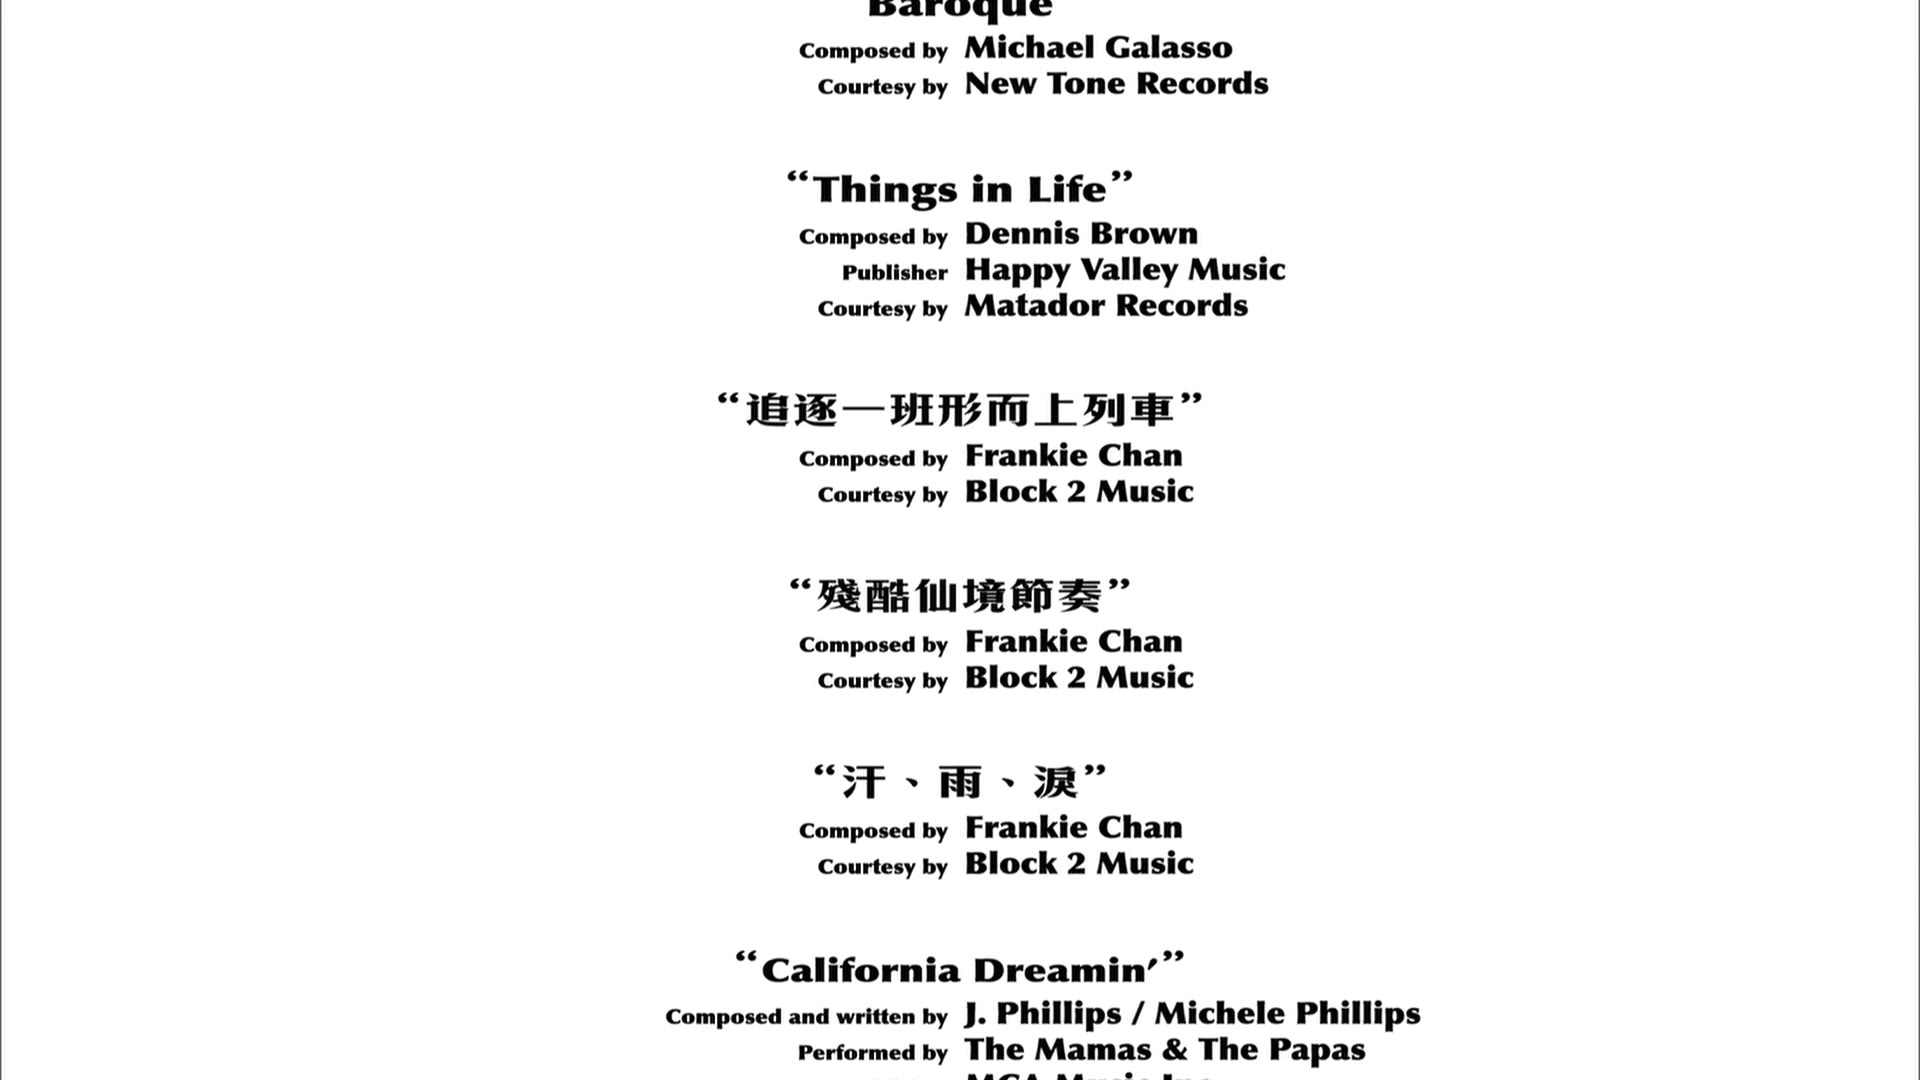 Baroque
Composed by Michael Galasso
Courtesy by New Tone Records
“Things in Life”
Composed by Dennis Brown
Publisher Happy Valley Music
Courtesy by Matador Records
“追逐一班形而上列車”
Composed by Frankie Chan
Courtesy by Block 2 Music
“殘酷仙境節奏”
Composed by Frankie Chan
Courtesy by Block 2 Music
“汗、雨、淚”
Composed by Frankie Chan
Courtesy by Block 2 Music
“California Dreamin’”
Composed and written by J. Phillips / Michele Phillips
Performed by The Mamas & The Papas
MCA Music Inc